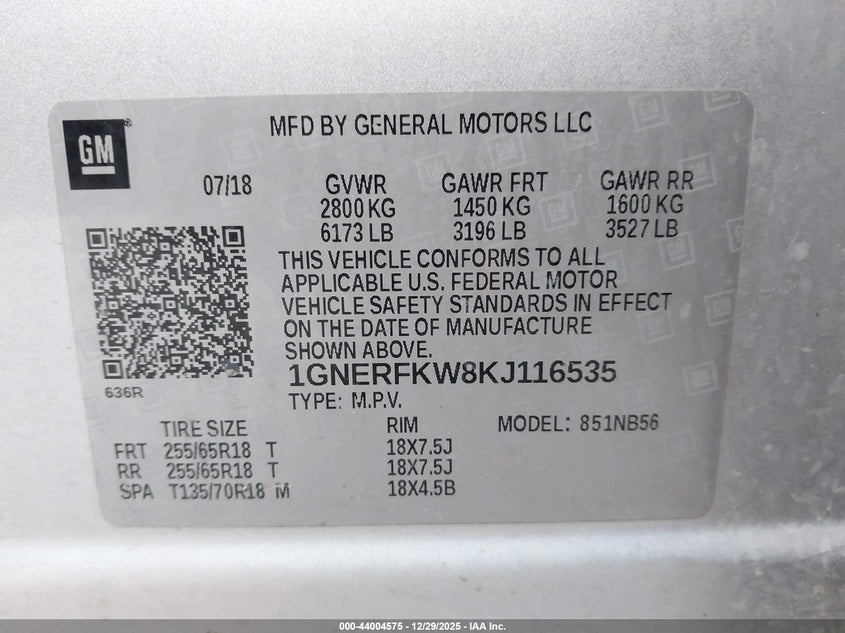 MFD BY GENERAL MOTORS LLC
GM®
07/18 GVWR GAWR FRT GAWR RR
2800 KG 1450 KG 1600 KG
6173 LB 3196 LB 3527 LB
THIS VEHICLE CONFORMS TO ALL
APPLICABLE U.S. FEDERAL MOTOR
VEHICLE SAFETY STANDARDS IN EFFECT
ON THE DATE OF MANUFACTURE
SHOWN ABOVE.
636R
1GNERFKW8KJ116535
TYPE: M.P.V.
TIRE SIZE RIM MODEL: 851NB56
FRT 255/65R18 T 18X7.5J
RR 255/65R18 T 18X7.5J
SPA T135/70R18 M 18X4.5B
000-44004575 — 12/29/2025 — IAA Inc.